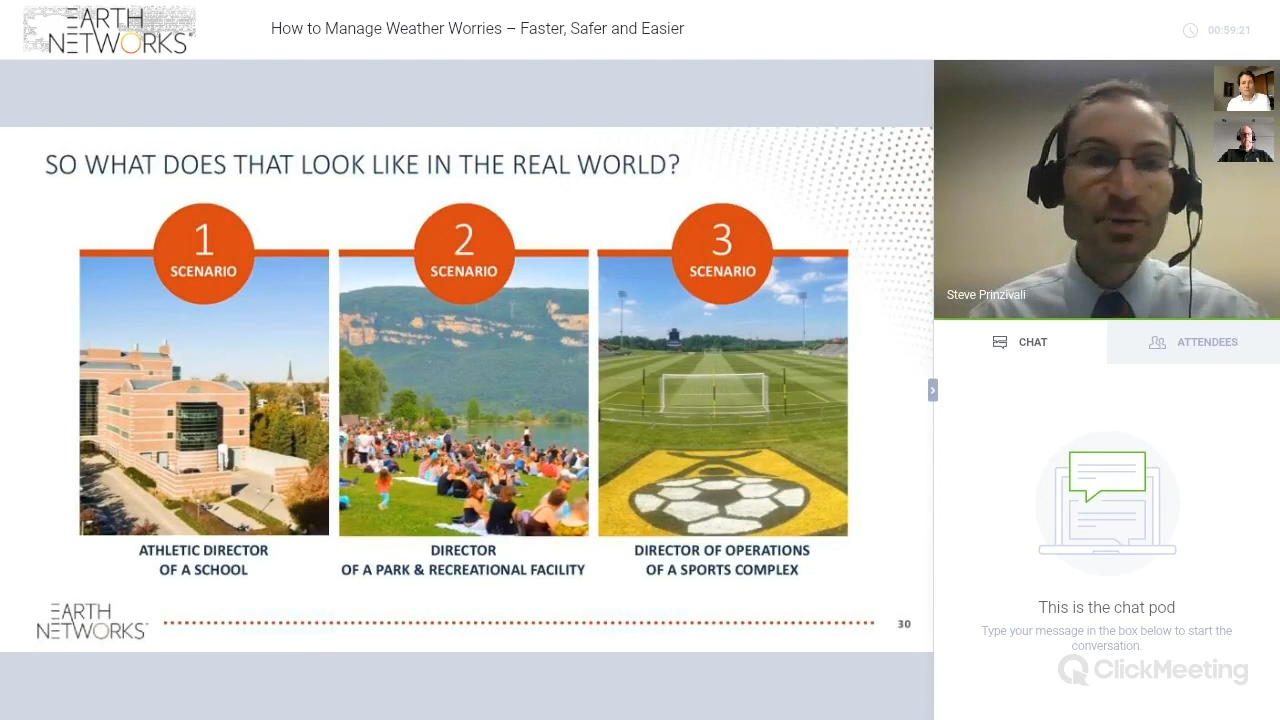 EARTH
NETWORKS
How to Manage Weather Worries – Faster, Safer and Easier
00:59:21
SO WHAT DOES THAT LOOK LIKE IN THE REAL WORLD?
1
SCENARIO
2
SCENARIO
3
SCENARIO
ATHLETIC DIRECTOR
OF A SCHOOL
DIRECTOR
OF A PARK & RECREATIONAL FACILITY
DIRECTOR OF OPERATIONS
OF A SPORTS COMPLEX
EARTH
NETWORKS
30
Steve Prinzivali
CHAT
ATTENDEES
This is the chat pod
Type your message in the box below to start the
conversation.
ClickMeeting